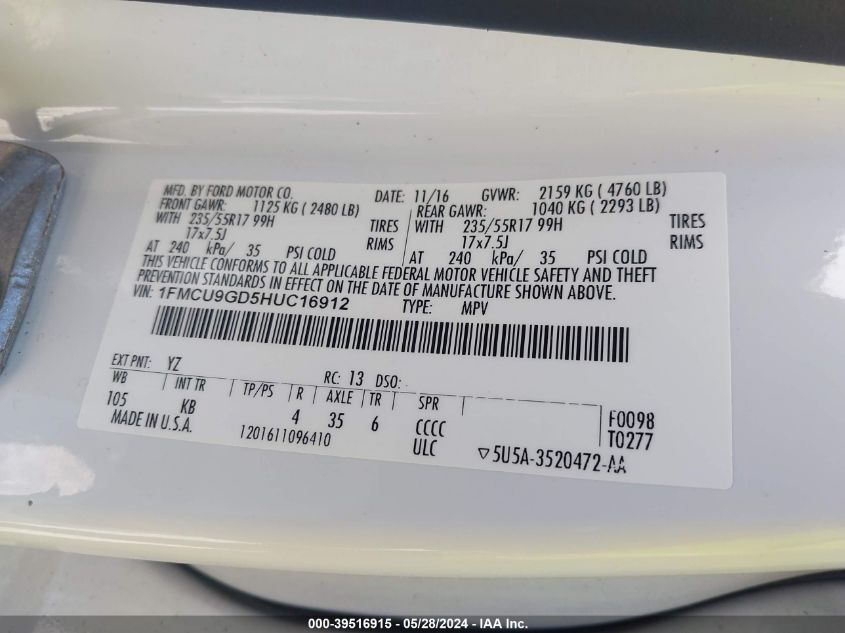 MFD. BY FORD MOTOR CO. DATE: 11/16 GVWR: 2159 KG ( 4760 LB)
FRONT GAWR: 1125 KG ( 2480 LB) REAR GAWR: 1040 KG ( 2293 LB)
WITH 235/55R17 99H TIRES WITH 235/55R17 99H TIRES
17x7.5J RIMS 17x7.5J RIMS
AT 240 kPa/ 35 PSI COLD AT 240 kPa/ 35 PSI COLD
THIS VEHICLE CONFORMS TO ALL APPLICABLE FEDERAL MOTOR VEHICLE SAFETY AND THEFT
PREVENTION STANDARDS IN EFFECT ON THE DATE OF MANUFACTURE SHOWN ABOVE.
VIN: 1FMCU9GD5HUC16912 TYPE: MPV
EXT PNT: YZ RC: 13 DSO:
WB INT TR TP/PS R AXLE TR SPR
105 KB 4 35 6 CCCC F0098
MADE IN U.S.A. 1201611096410 ULC ▽5U5A-3520472-AA T0277
000-39516915 - 05/28/2024 - IAA Inc.